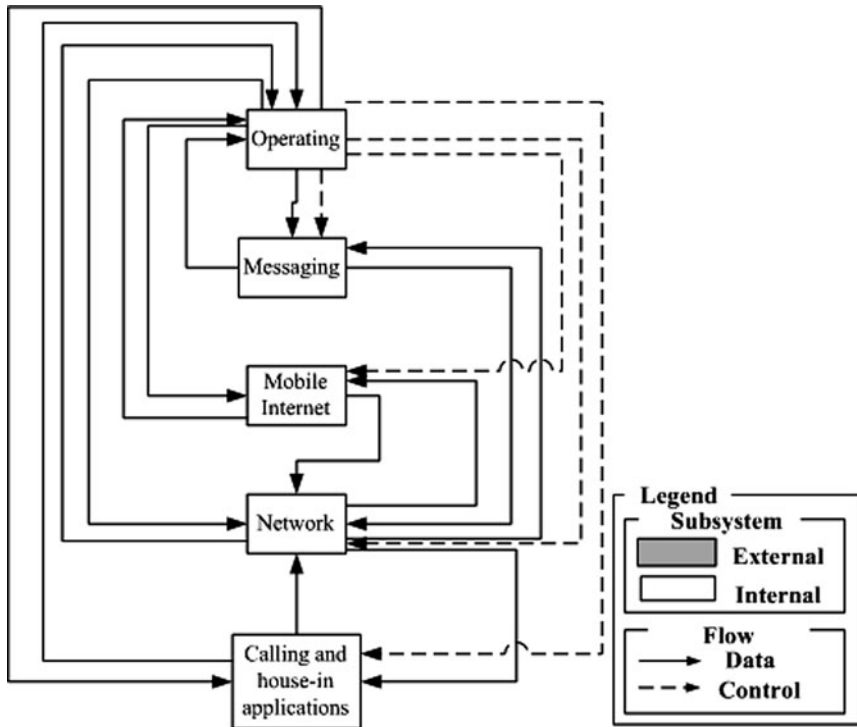 Operating
Messaging
Mobile
Internet
Network
Calling and
house-in
applications
Legend
Subsystem
External
Internal
Flow
Data
Control